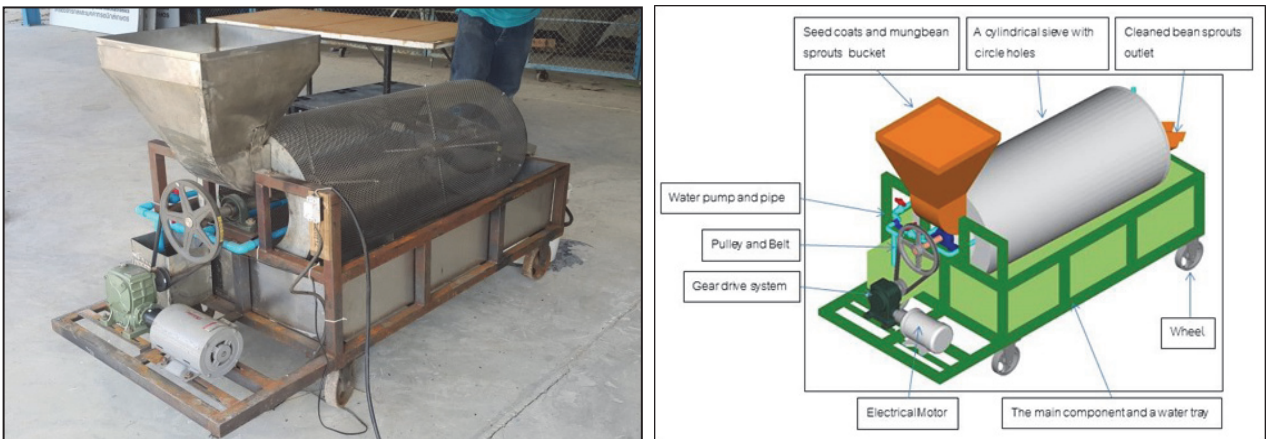 Seed coats and mungbean
sprouts bucket
A cylindrical sieve with
circle holes
Cleaned bean sprouts
outlet
Water pump and pipe
Pulley and Belt
Gear drive system
Wheel
Electrical Motor
The main component and a water tray